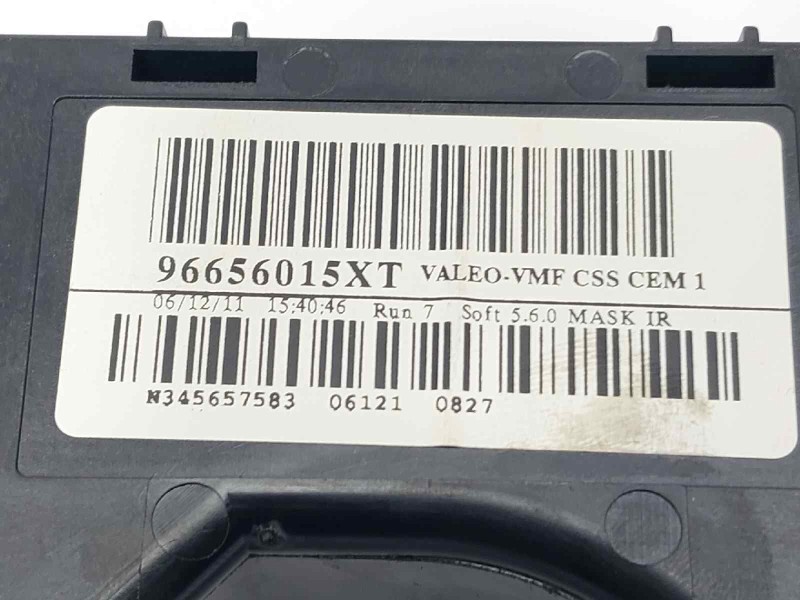 96656015XT VALEO-VMF CSS CEM 1
06/12/11 15:40:46 Run 7 Soft 5.6.0 MASK IR
N345657583 06121 0827